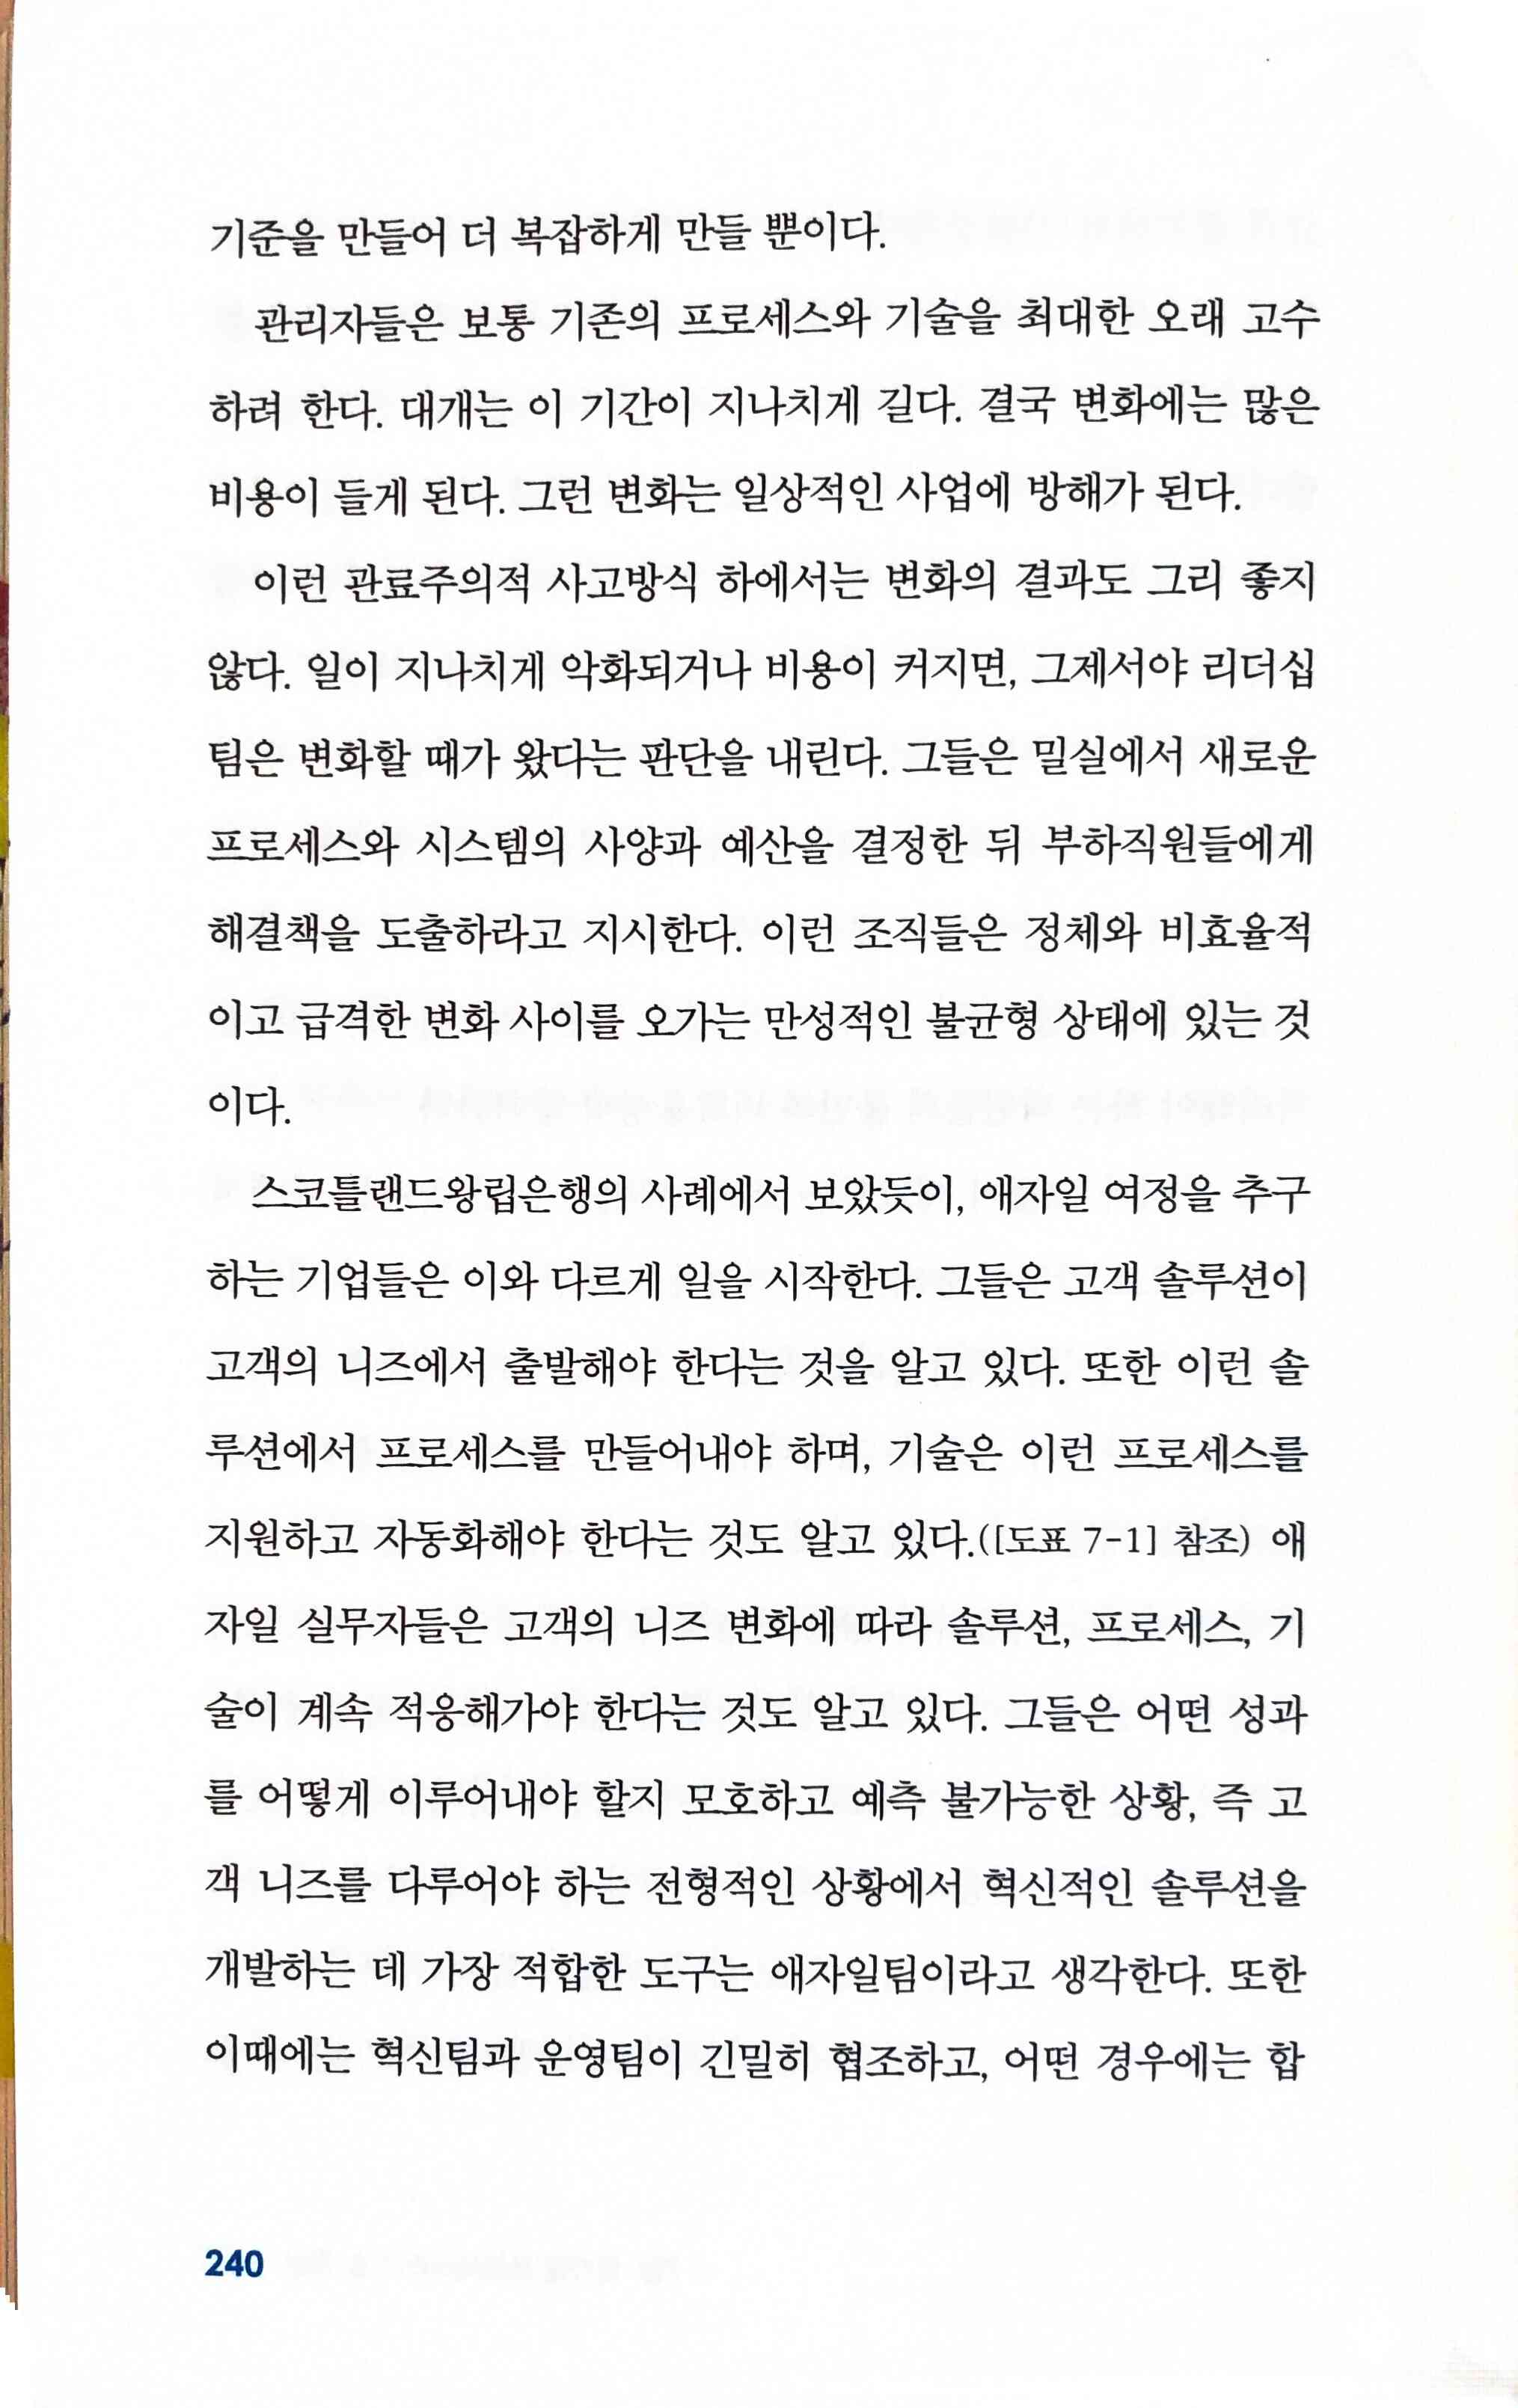 기준을 만들어 더 복잡하게 만들 뿐이다.
관리자들은 보통 기존의 프로세스와 기술을 최대한 오래 고수
하려 한다. 대개는 이 기간이 지나치게 길다. 결국 변화에는 많은
비용이 들게 된다. 그런 변화는 일상적인 사업에 방해가 된다.
이런 관료주의적 사고방식 하에서는 변화의 결과도 그리 좋지
않다. 일이 지나치게 악화되거나 비용이 커지면, 그제서야 리더십
팀은 변화할 때가 왔다는 판단을 내린다. 그들은 밀실에서 새로운
프로세스와 시스템의 사양과 예산을 결정한 뒤 부하직원들에게
해결책을 도출하라고 지시한다. 이런 조직들은 정체와 비효율적
이고 급격한 변화 사이를 오가는 만성적인 불균형 상태에 있는 것
이다.
스코틀랜드왕립은행의 사례에서 보았듯이, 애자일 여정을 추구
하는 기업들은 이와 다르게 일을 시작한다. 그들은 고객 솔루션이
고객의 니즈에서 출발해야 한다는 것을 알고 있다. 또한 이런 솔
루션에서 프로세스를 만들어내야 하며, 기술은 이런 프로세스를
지원하고 자동화해야 한다는 것도 알고 있다.([도표 7-1] 참조) 애
자일 실무자들은 고객의 니즈 변화에 따라 솔루션, 프로세스, 기
술이 계속 적응해가야 한다는 것도 알고 있다. 그들은 어떤 성과
를 어떻게 이루어내야 할지 모호하고 예측 불가능한 상황, 즉 고
객 니즈를 다루어야 하는 전형적인 상황에서 혁신적인 솔루션을
개발하는 데 가장 적합한 도구는 애자일팀이라고 생각한다. 또한
이때에는 혁신팀과 운영팀이 긴밀히 협조하고, 어떤 경우에는 합
240